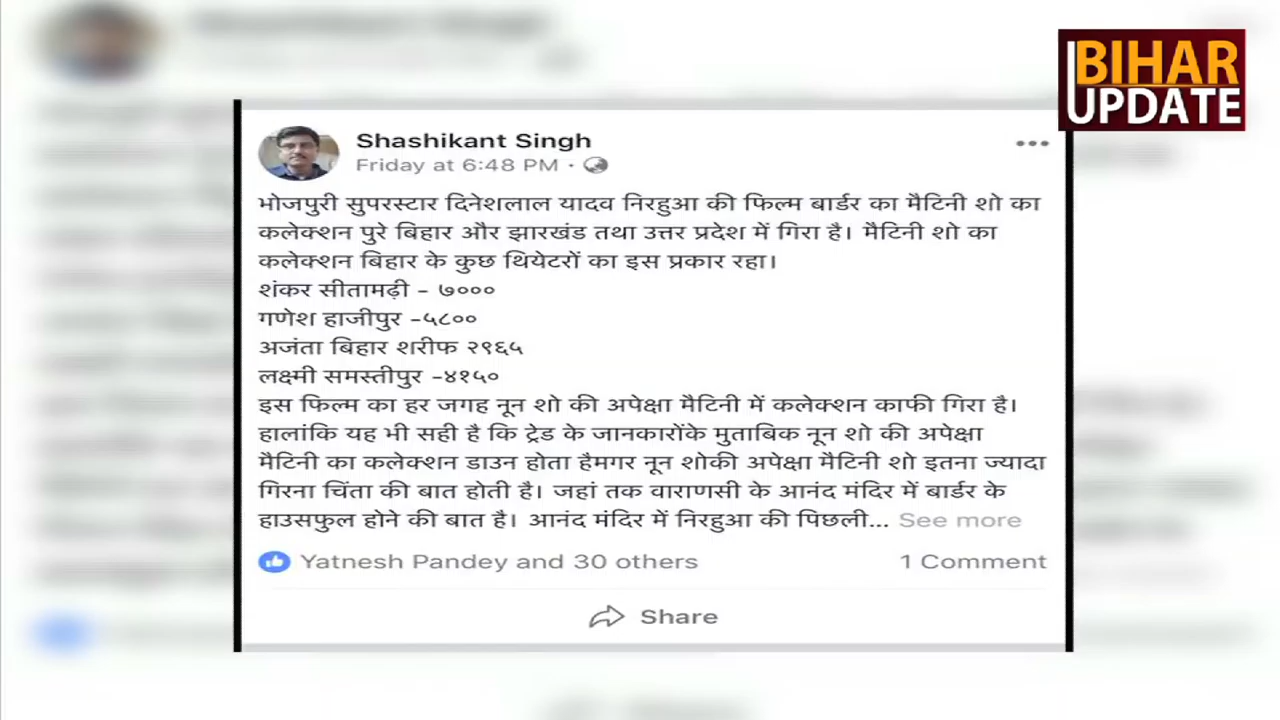 BIHAR
UPDATE
Shashikant Singh
Friday at 6:48 PM ·
भोजपुरी सुपरस्टार दिनेशलाल यादव निरहुआ की फिल्म बार्डर का मैटिनी शो का
कलेक्शन पुरे बिहार और झारखंड तथा उत्तर प्रदेश में गिरा है। मैटिनी शो का
कलेक्शन बिहार के कुछ थियेटरों का इस प्रकार रहा।
शंकर सीतामढ़ी - ७०००
गणेश हाजीपुर -५८००
अजंता बिहार शरीफ २९६५
लक्ष्मी समस्तीपुर -४१५०
इस फिल्म का हर जगह नून शो की अपेक्षा मैटिनी में कलेक्शन काफी गिरा है।
हालांकि यह भी सही है कि ट्रेड के जानकारोंके मुताबिक नून शो की अपेक्षा
मैटिनी का कलेक्शन डाउन होता हैमगर नून शोकी अपेक्षा मैटिनी शो इतना ज्यादा
गिरना चिंता की बात होती है। जहां तक वाराणसी के आनंद मंदिर में बार्डर के
हाउसफुल होने की बात है। आनंद मंदिर में निरहुआ की पिछली... See more
Yatnesh Pandey and 30 others 1 Comment
Share